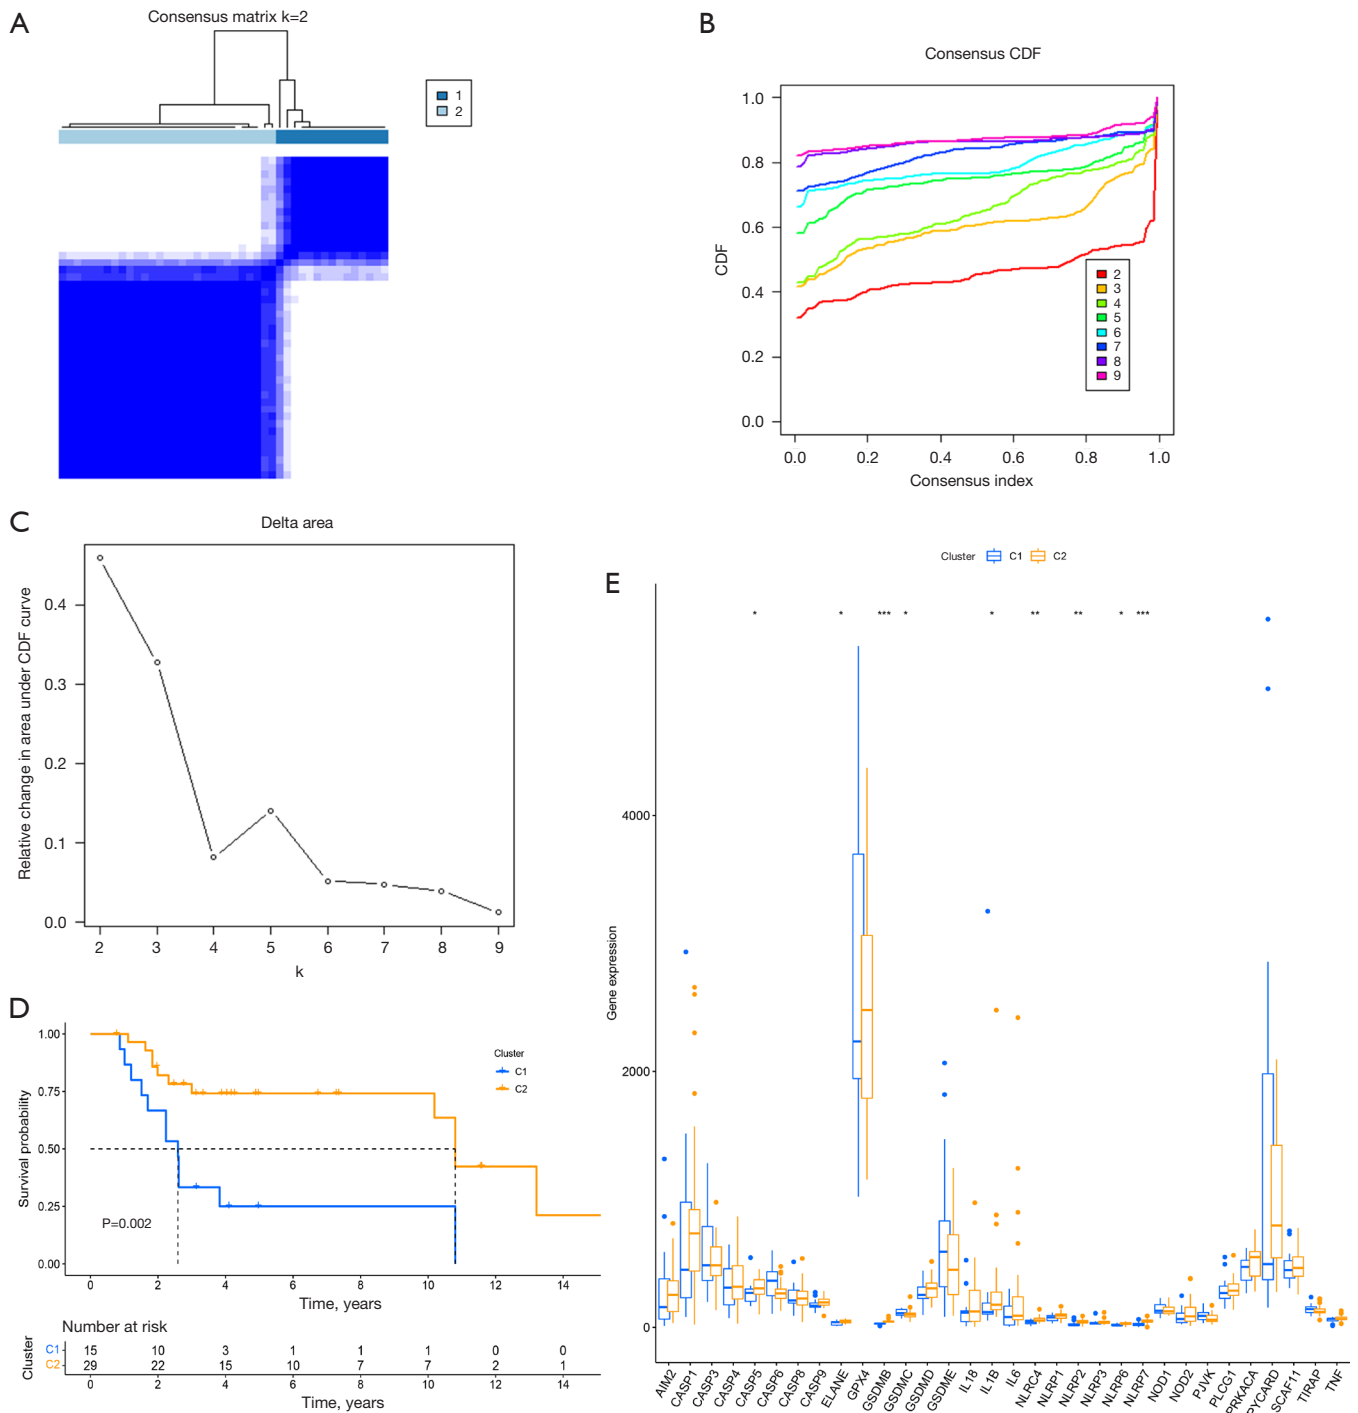 A
Consensus matrix k=2
1
2
B
Consensus CDF
1.0
0.8
0.6
0.4
0.2
0.0
CDF
2
3
4
5
6
7
8
9
0.0 0.2 0.4 0.6 0.8 1.0
Consensus index
C
Delta area
Relative change in area under CDF curve
0.4
0.3
0.2
0.1
0.0
2 3 4 5 6 7 8 9
k
D
Survival probability
1.00
0.75
0.50
0.25
0.00
Cluster
C1
C2
P=0.002
0 2 4 6 8 10 12 14
Time, years
Number at risk
Cluster
C1 15 10 3 1 1 1 0 0
C2 29 22 15 10 7 7 2 1
0 2 4 6 8 10 12 14
Time, years
E
Cluster C1 C2
* * *** * * ** ** * ***
Gene expression
4000
2000
0
AIM2 CASP1 CASP3 CASP4 CASP5 CASP6 CASP8 CASP9 ELANE GPX4 GSDMB GSDMC GSDMD GSDME IL18 IL1B IL6 NLRC4 NLRP1 NLRP2 NLRP3 NLRP6 NLRP7 NOD1 NOD2 PJVK PLCG1 PRKACA PYCARD SCAF11 TIRAP TNF